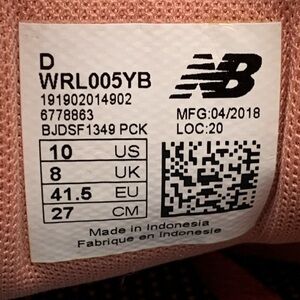 D
WRL005YB
191902014902
6778863
BJDSF1349 PCK
NB
MFG:04/2018
LOC:20
10 US
8 UK
41.5 EU
27 CM
Made in Indonesia
Fabrique en Indonesie